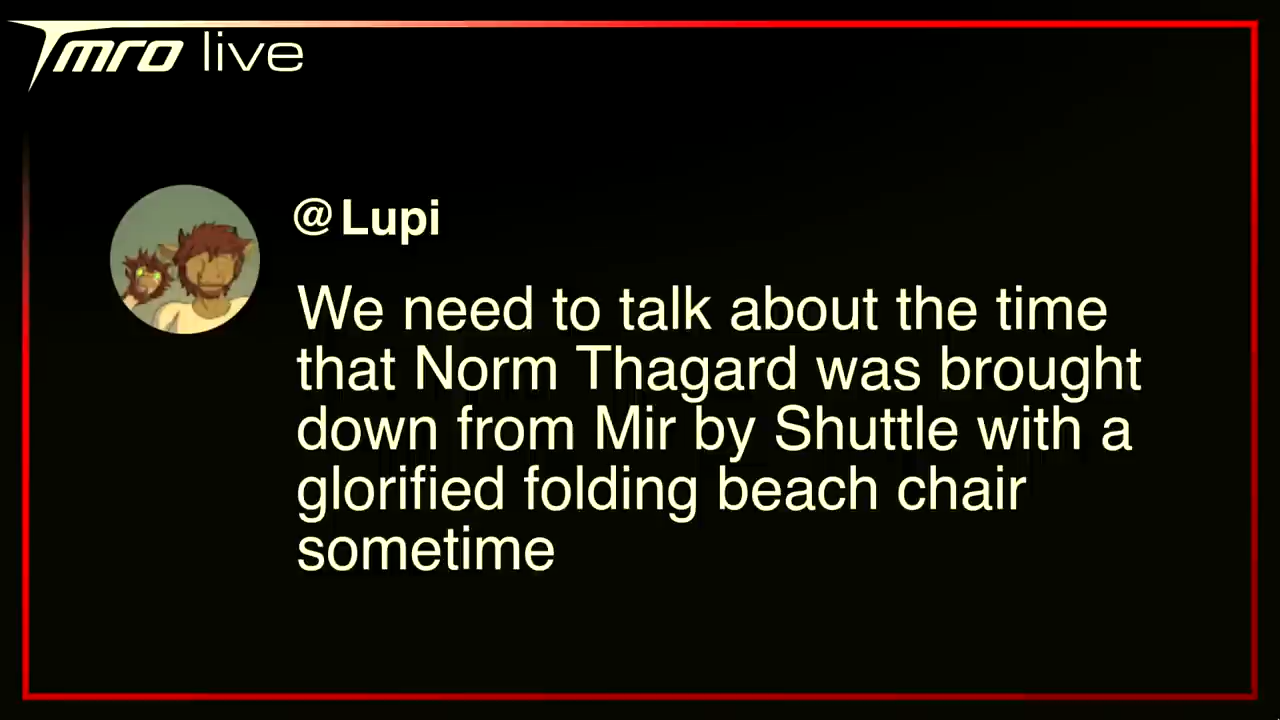 Tmro live
@Lupi
We need to talk about the time
that Norm Thagard was brought
down from Mir by Shuttle with a
glorified folding beach chair
sometime